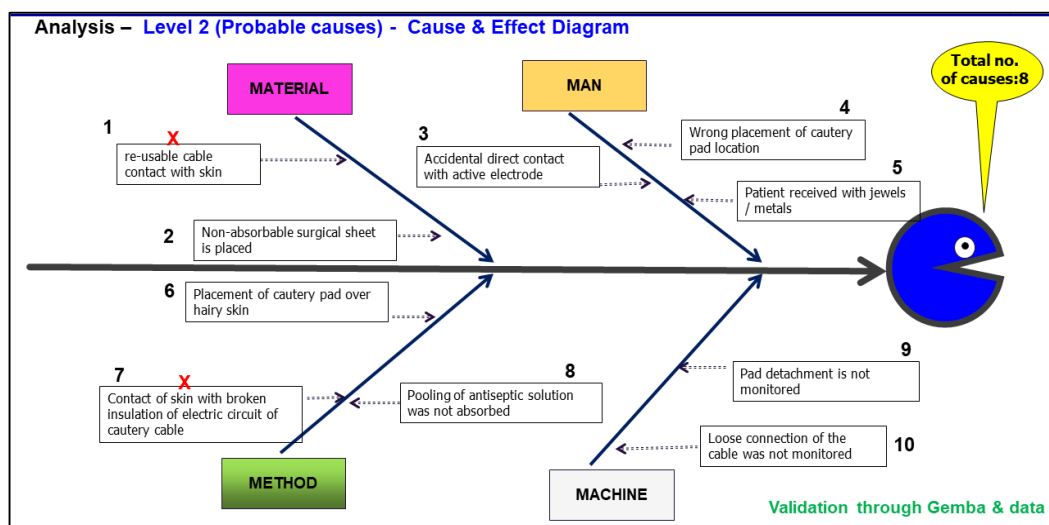 Analysis – Level 2 (Probable causes) - Cause & Effect Diagram
Total no.
of causes:8
MATERIAL
MAN
1
X
re-usable cable
contact with skin
3
Accidental direct contact
with active electrode
4
Wrong placement of cautery
pad location
5
Patient received with jewels
/ metals
2
Non-absorbable surgical sheet
is placed
6
Placement of cautery pad over
hairy skin
7
X
Contact of skin with broken
insulation of electric circuit of
cautery cable
8
Pooling of antiseptic solution
was not absorbed
9
Pad detachment is not
monitored
10
Loose connection of the
cable was not monitored
METHOD
MACHINE
Validation through Gemba & data